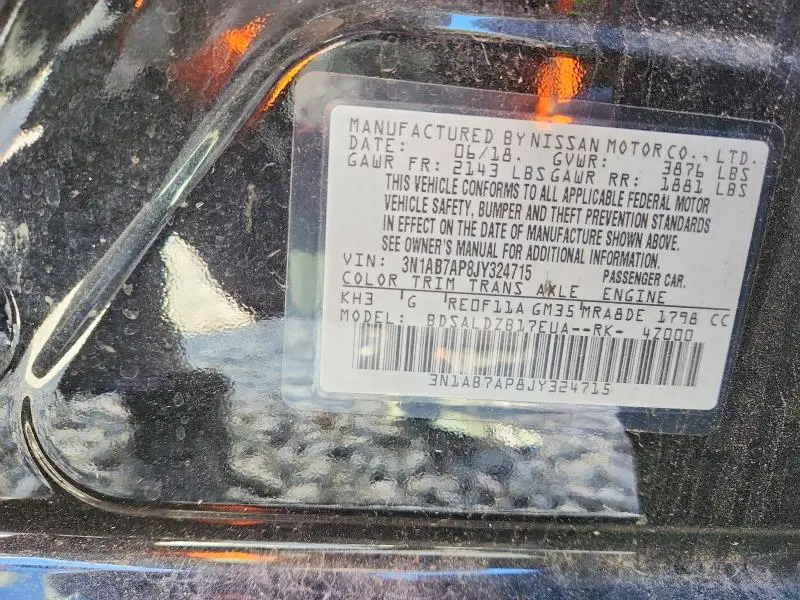 MANUFACTURED BY NISSAN MOTOR CO., LTD.
DATE: 06/18. GVWR: 3876 LBS
GAWR FR: 2143 LBS GAWR RR: 1881 LBS
THIS VEHICLE CONFORMS TO ALL APPLICABLE FEDERAL MOTOR
VEHICLE SAFETY, BUMPER AND THEFT PREVENTION STANDARDS
IN EFFECT ON THE DATE OF MANUFACTURE SHOWN ABOVE.
SEE OWNER'S MANUAL FOR ADDITIONAL INFORMATION.
VIN: 3N1AB7AP8JY324715 PASSENGER CAR.
COLOR TRIM TRANS AXLE ENGINE
KH3 G RE0F11A GM35 MRA8DE 1798 CC
MODEL: BDSALDZB17EUA--RK- 4Z000
3N1AB7AP8JY324715